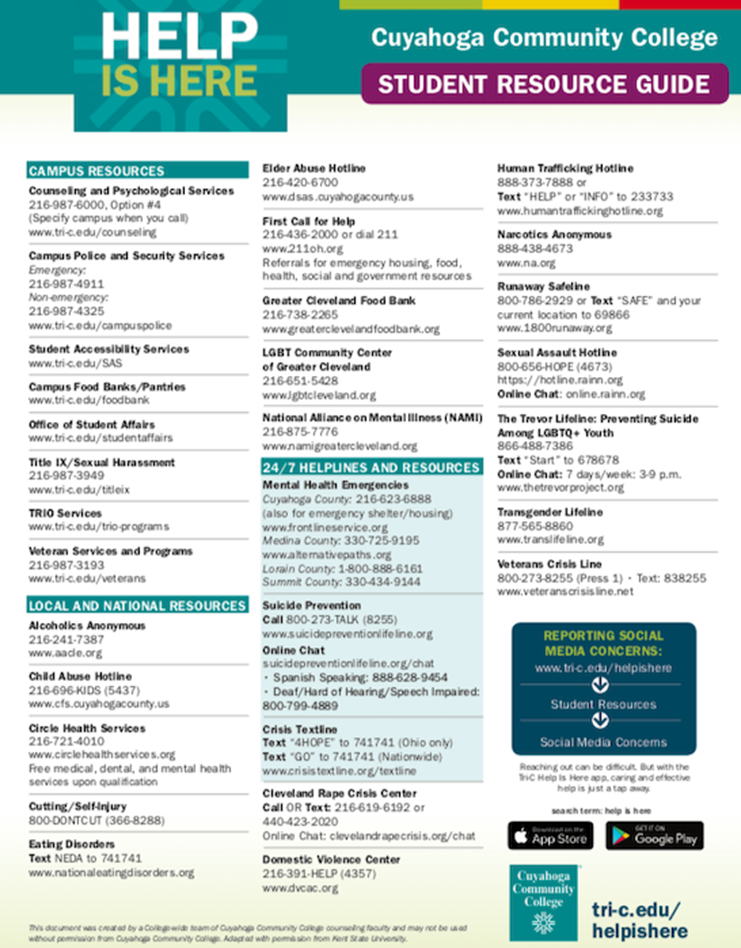 HELP
IS HERE
Cuyahoga Community College
STUDENT RESOURCE GUIDE
CAMPUS RESOURCES
Counseling and Psychological Services
216-987-6000, Option #4
(Specify campus when you call)
www.tri-c.edu/counseling
Campus Police and Security Services
Emergency:
216-987-4911
Non-emergency:
216-987-4325
www.tri-c.edu/campuspolice
Student Accessibility Services
www.tri-c.edu/SAS
Campus Food Banks/Pantries
www.tri-c.edu/foodbank
Office of Student Affairs
www.tri-c.edu/studentaffairs
Title IX/Sexual Harassment
216-987-3949
www.tri-c.edu/titleix
TRIO Services
www.tri-c.edu/trio-programs
Veteran Services and Programs
216-987-3193
www.tri-c.edu/veterans
LOCAL AND NATIONAL RESOURCES
Alcoholics Anonymous
216-241-7387
www.aacle.org
Child Abuse Hotline
216-696-KIDS (5437)
www.cfs.cuyahogacounty.us
Circle Health Services
216-721-4010
www.circlehealthservices.org
Free medical, dental, and mental health
services upon qualification
Cutting/Self-Injury
800-DONTCUT (366-8288)
Eating Disorders
Text NEDA to 741741
www.nationaleatingdisorders.org
Elder Abuse Hotline
216-420-6700
www.dsas.cuyahogacounty.us
First Call for Help
216-436-2000 or dial 211
www.211oh.org
Referrals for emergency housing, food,
health, social and government resources
Greater Cleveland Food Bank
216-738-2265
www.greaterclevelandfoodbank.org
LGBT Community Center
of Greater Cleveland
216-651-5428
www.lgbtcleveland.org
National Alliance on Mental Illness (NAMI)
216-875-7776
www.namigreatercleveland.org
24/7 HELPLINES AND RESOURCES
Mental Health Emergencies
Cuyahoga County: 216-623-6888
(also for emergency shelter/housing)
www.frontlineservice.org
Medina County: 330-725-9195
www.alternativepaths.org
Lorain County: 1-800-888-6161
Summit County: 330-434-9144
Suicide Prevention
Call 800-273-TALK (8255)
www.suicidepreventionlifeline.org
Online Chat
suicidepreventionlifeline.org/chat
• Spanish Speaking: 888-628-9454
• Deaf/Hard of Hearing/Speech Impaired:
800-799-4889
Crisis Textline
Text "4HOPE" to 741741 (Ohio only)
Text "GO" to 741741 (Nationwide)
www.crisistextline.org/textline
Cleveland Rape Crisis Center
Call OR Text: 216-619-6192 or
440-423-2020
Online Chat: clevelandrapecrisis.org/chat
Domestic Violence Center
216-391-HELP (4357)
www.dvcac.org
Human Trafficking Hotline
888-373-7888 or
Text "HELP" or "INFO" to 233733
www.humantraffickinghotline.org
Narcotics Anonymous
888-438-4673
www.na.org
Runaway Safeline
800-786-2929 or Text "SAFE" and your
current location to 69866
www.1800runaway.org
Sexual Assault Hotline
800-656-HOPE (4673)
https://hotline.rainn.org
Online Chat: online.rainn.org
The Trevor Lifeline: Preventing Suicide
Among LGBTQ+ Youth
866-488-7386
Text "Start" to 678678
Online Chat: 7 days/week: 3-9 p.m.
www.thetrevorproject.org
Transgender Lifeline
877-565-8860
www.translifeline.org
Veterans Crisis Line
800-273-8255 (Press 1) • Text: 838255
www.veteranscrisisline.net
REPORTING SOCIAL
MEDIA CONCERNS:
www.tri-c.edu/helpishere
Student Resources
Social Media Concerns
Reaching out can be difficult. But with the
Tri-C Help Is Here app, caring and effective
help is just a tap away.
search term: help is here
Download on the
App Store
GET IT ON
Google Play
Cuyahoga
Community
College
tri-c.edu/
helpishere
This document was created by a Collegewide team of Cuyahoga Community College counseling faculty and may not be used
without permission from Cuyahoga Community College. Adapted with permission from Kent State University.